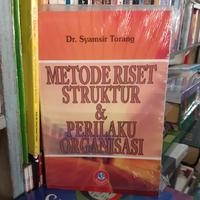 Dr. Syamsir Torang
METODE RISET
STRUKTUR
&
PERILAKU
ORGANISASI